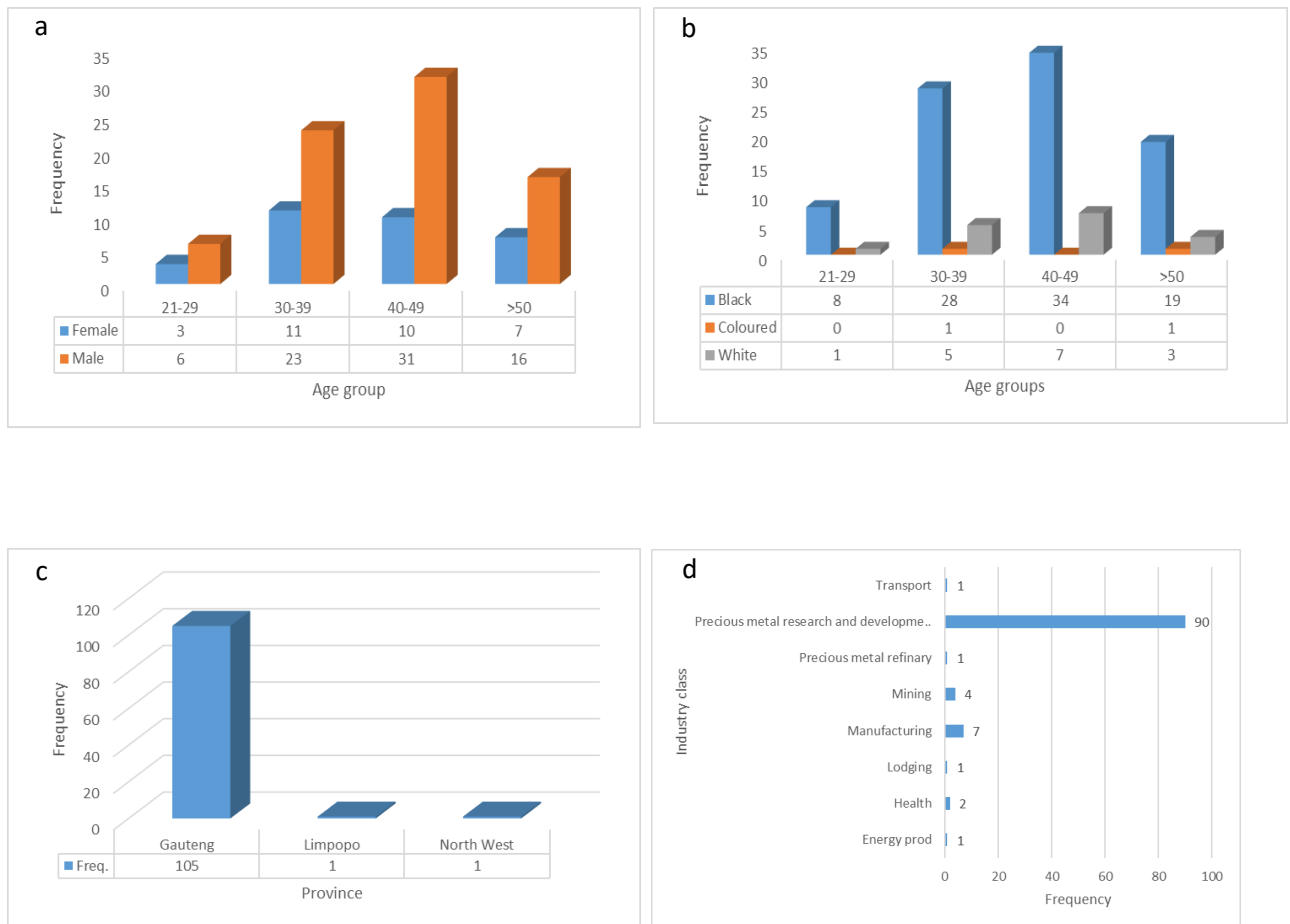 a
35
30
25
20
15
10
5
0
Frequency
21-29 30-39 40-49 >50
Female 3 11 10 7
Male 6 23 31 16
Age group
b
35
30
25
20
15
10
5
0
Frequency
21-29 30-39 40-49 >50
Black 8 28 34 19
Coloured 0 1 0 1
White 1 5 7 3
Age groups
c
120
100
80
60
40
20
0
Frequency
Gauteng Limpopo North West
Freq. 105 1 1
Province
d
Industry class
Transport 1
Precious metal research and developme.. 90
Precious metal refinary 1
Mining 4
Manufacturing 7
Lodging 1
Health 2
Energy prod 1
0 20 40 60 80 100
Frequency